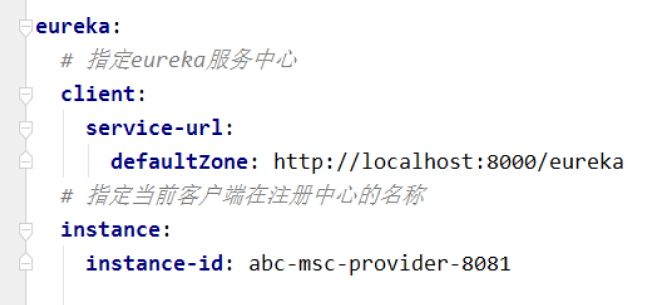 eureka:
# 指定eureka服务中心
client:
service-url:
defaultZone: http://localhost:8000/eureka
# 指定当前客户端在注册中心的名称
instance:
instance-id: abc-msc-provider-8081